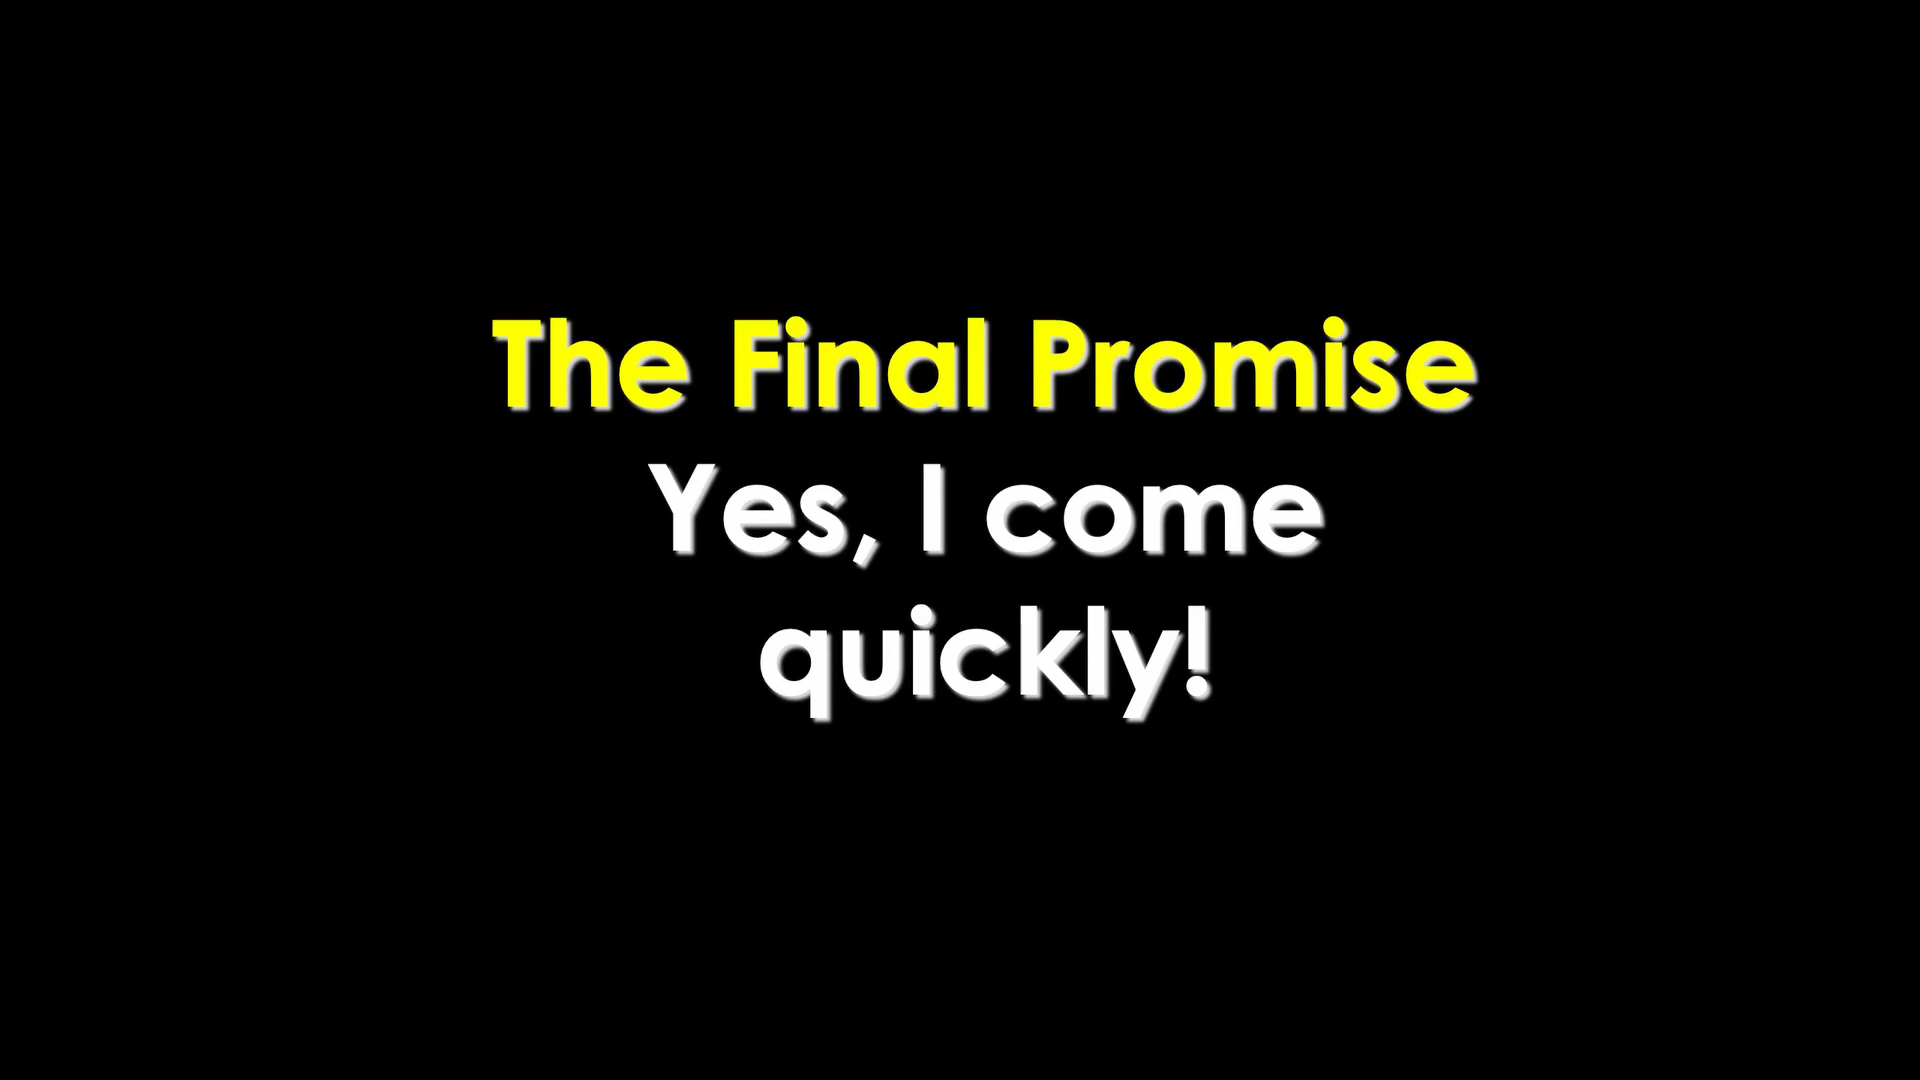 The Final Promise
Yes, I come
quickly!